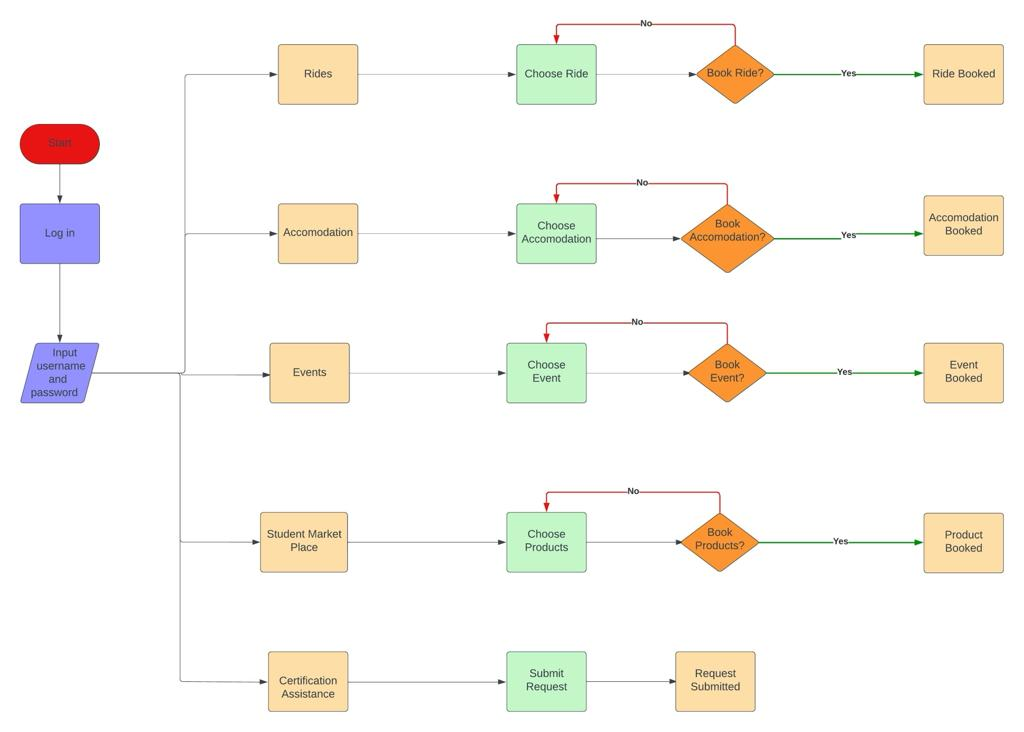 No
Rides
Choose Ride
Book Ride?
Yes
Ride Booked
Start
No
Log in
Accomodation
Choose
Accomodation
Book
Accomodation?
Yes
Accomodation
Booked
No
Input
username
and
password
Events
Choose
Event
Book
Event?
Yes
Event
Booked
No
Student Market
Place
Choose
Products
Book
Products?
Yes
Product
Booked
Certification
Assistance
Submit
Request
Request
Submitted